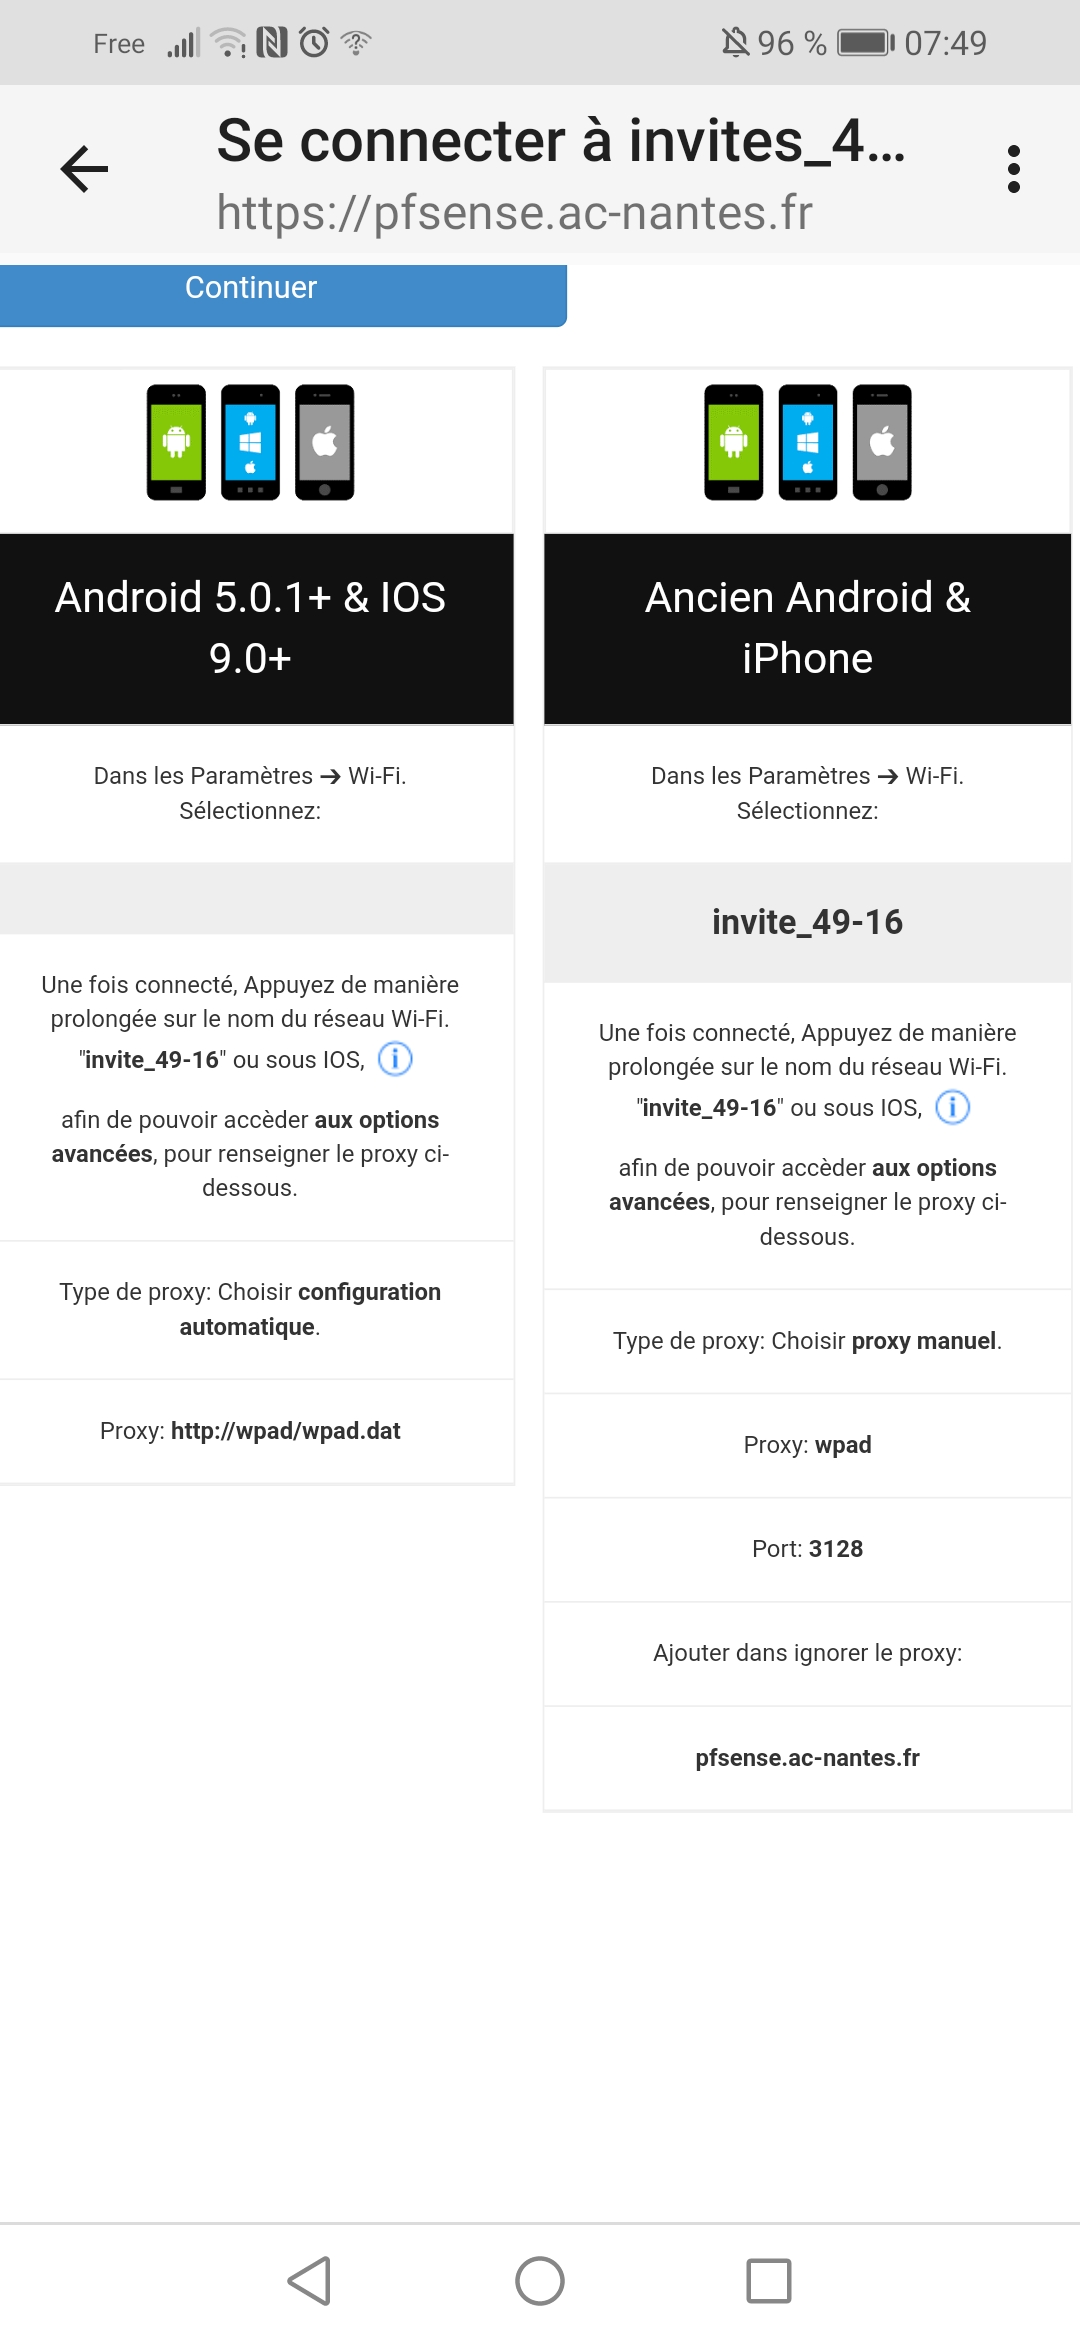 Free
96 %
07:49
Se connecter à invites_4...
https://pfsense.ac-nantes.fr
Continuer
Android 5.0.1+ & IOS
9.0+
Dans les Paramètres ➔ Wi-Fi.
Sélectionnez:
Une fois connecté, Appuyez de manière
prolongée sur le nom du réseau Wi-Fi.
"invite_49-16" ou sous IOS,
afin de pouvoir accèder aux options
avancées, pour renseigner le proxy ci-
dessous.
Type de proxy: Choisir configuration
automatique.
Proxy: http://wpad/wpad.dat
Ancien Android &
iPhone
Dans les Paramètres ➔ Wi-Fi.
Sélectionnez:
invite_49-16
Une fois connecté, Appuyez de manière
prolongée sur le nom du réseau Wi-Fi.
"invite_49-16" ou sous IOS,
afin de pouvoir accèder aux options
avancées, pour renseigner le proxy ci-
dessous.
Type de proxy: Choisir proxy manuel.
Proxy: wpad
Port: 3128
Ajouter dans ignorer le proxy:
pfsense.ac-nantes.fr